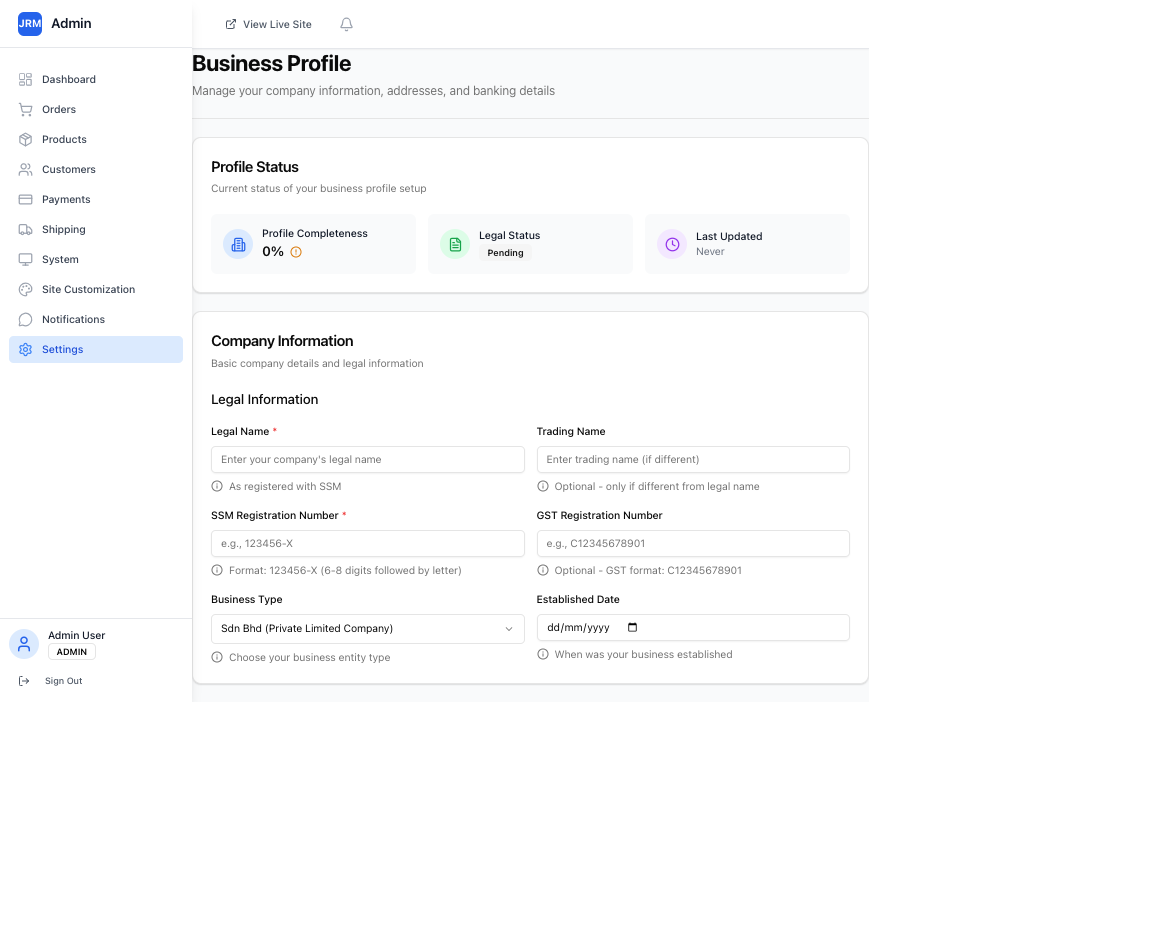 JRM Admin
View Live Site
Dashboard
Orders
Products
Customers
Payments
Shipping
System
Site Customization
Notifications
Settings
Admin User
ADMIN
Sign Out
Business Profile
Manage your company information, addresses, and banking details
Profile Status
Current status of your business profile setup
Profile Completeness
0%
Legal Status
Pending
Last Updated
Never
Company Information
Basic company details and legal information
Legal Information
Legal Name *
Enter your company's legal name
As registered with SSM
Trading Name
Enter trading name (if different)
Optional - only if different from legal name
SSM Registration Number *
e.g., 123456-X
Format: 123456-X (6-8 digits followed by letter)
GST Registration Number
e.g., C12345678901
Optional - GST format: C12345678901
Business Type
Sdn Bhd (Private Limited Company)
Choose your business entity type
Established Date
dd/mm/yyyy
When was your business established